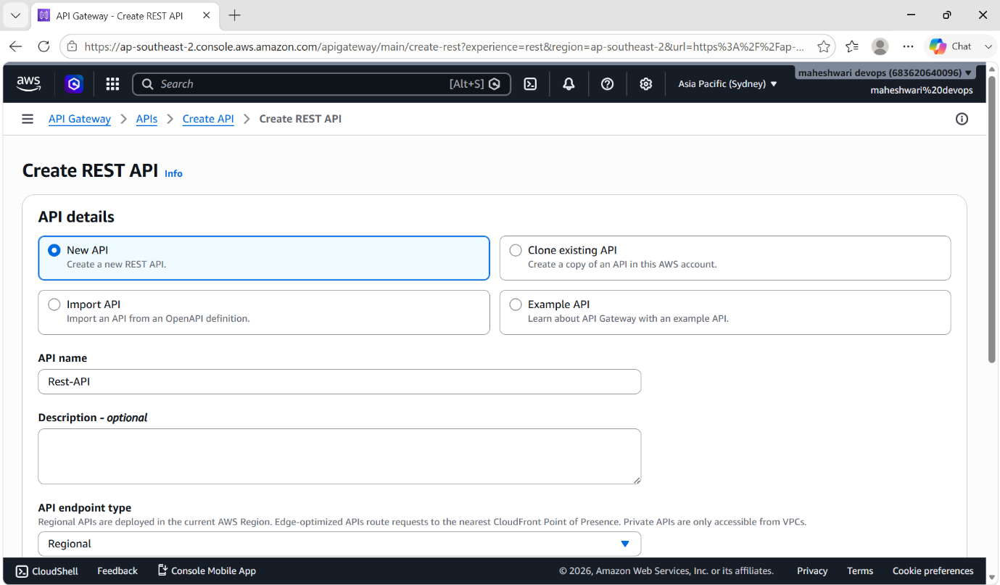 API Gateway - Create REST API
https://ap-southeast-2.console.aws.amazon.com/apigateway/main/create-rest?experience=rest&region=ap-southeast-2&url=https%3A%2F%2Fap-...
Chat
aws
Search [Alt+S]
Asia Pacific (Sydney)
maheshwari devops (683620640096)
maheshwari%20devops
API Gateway > APIs > Create API > Create REST API
Create REST API Info
API details
New API
Create a new REST API.
Clone existing API
Create a copy of an API in this AWS account.
Import API
Import an API from an OpenAPI definition.
Example API
Learn about API Gateway with an example API.
API name
Rest-API
Description - optional
API endpoint type
Regional APIs are deployed in the current AWS Region. Edge-optimized APIs route requests to the nearest CloudFront Point of Presence. Private APIs are only accessible from VPCs.
Regional
CloudShell Feedback Console Mobile App © 2026, Amazon Web Services, Inc. or its affiliates. Privacy Terms Cookie preferences